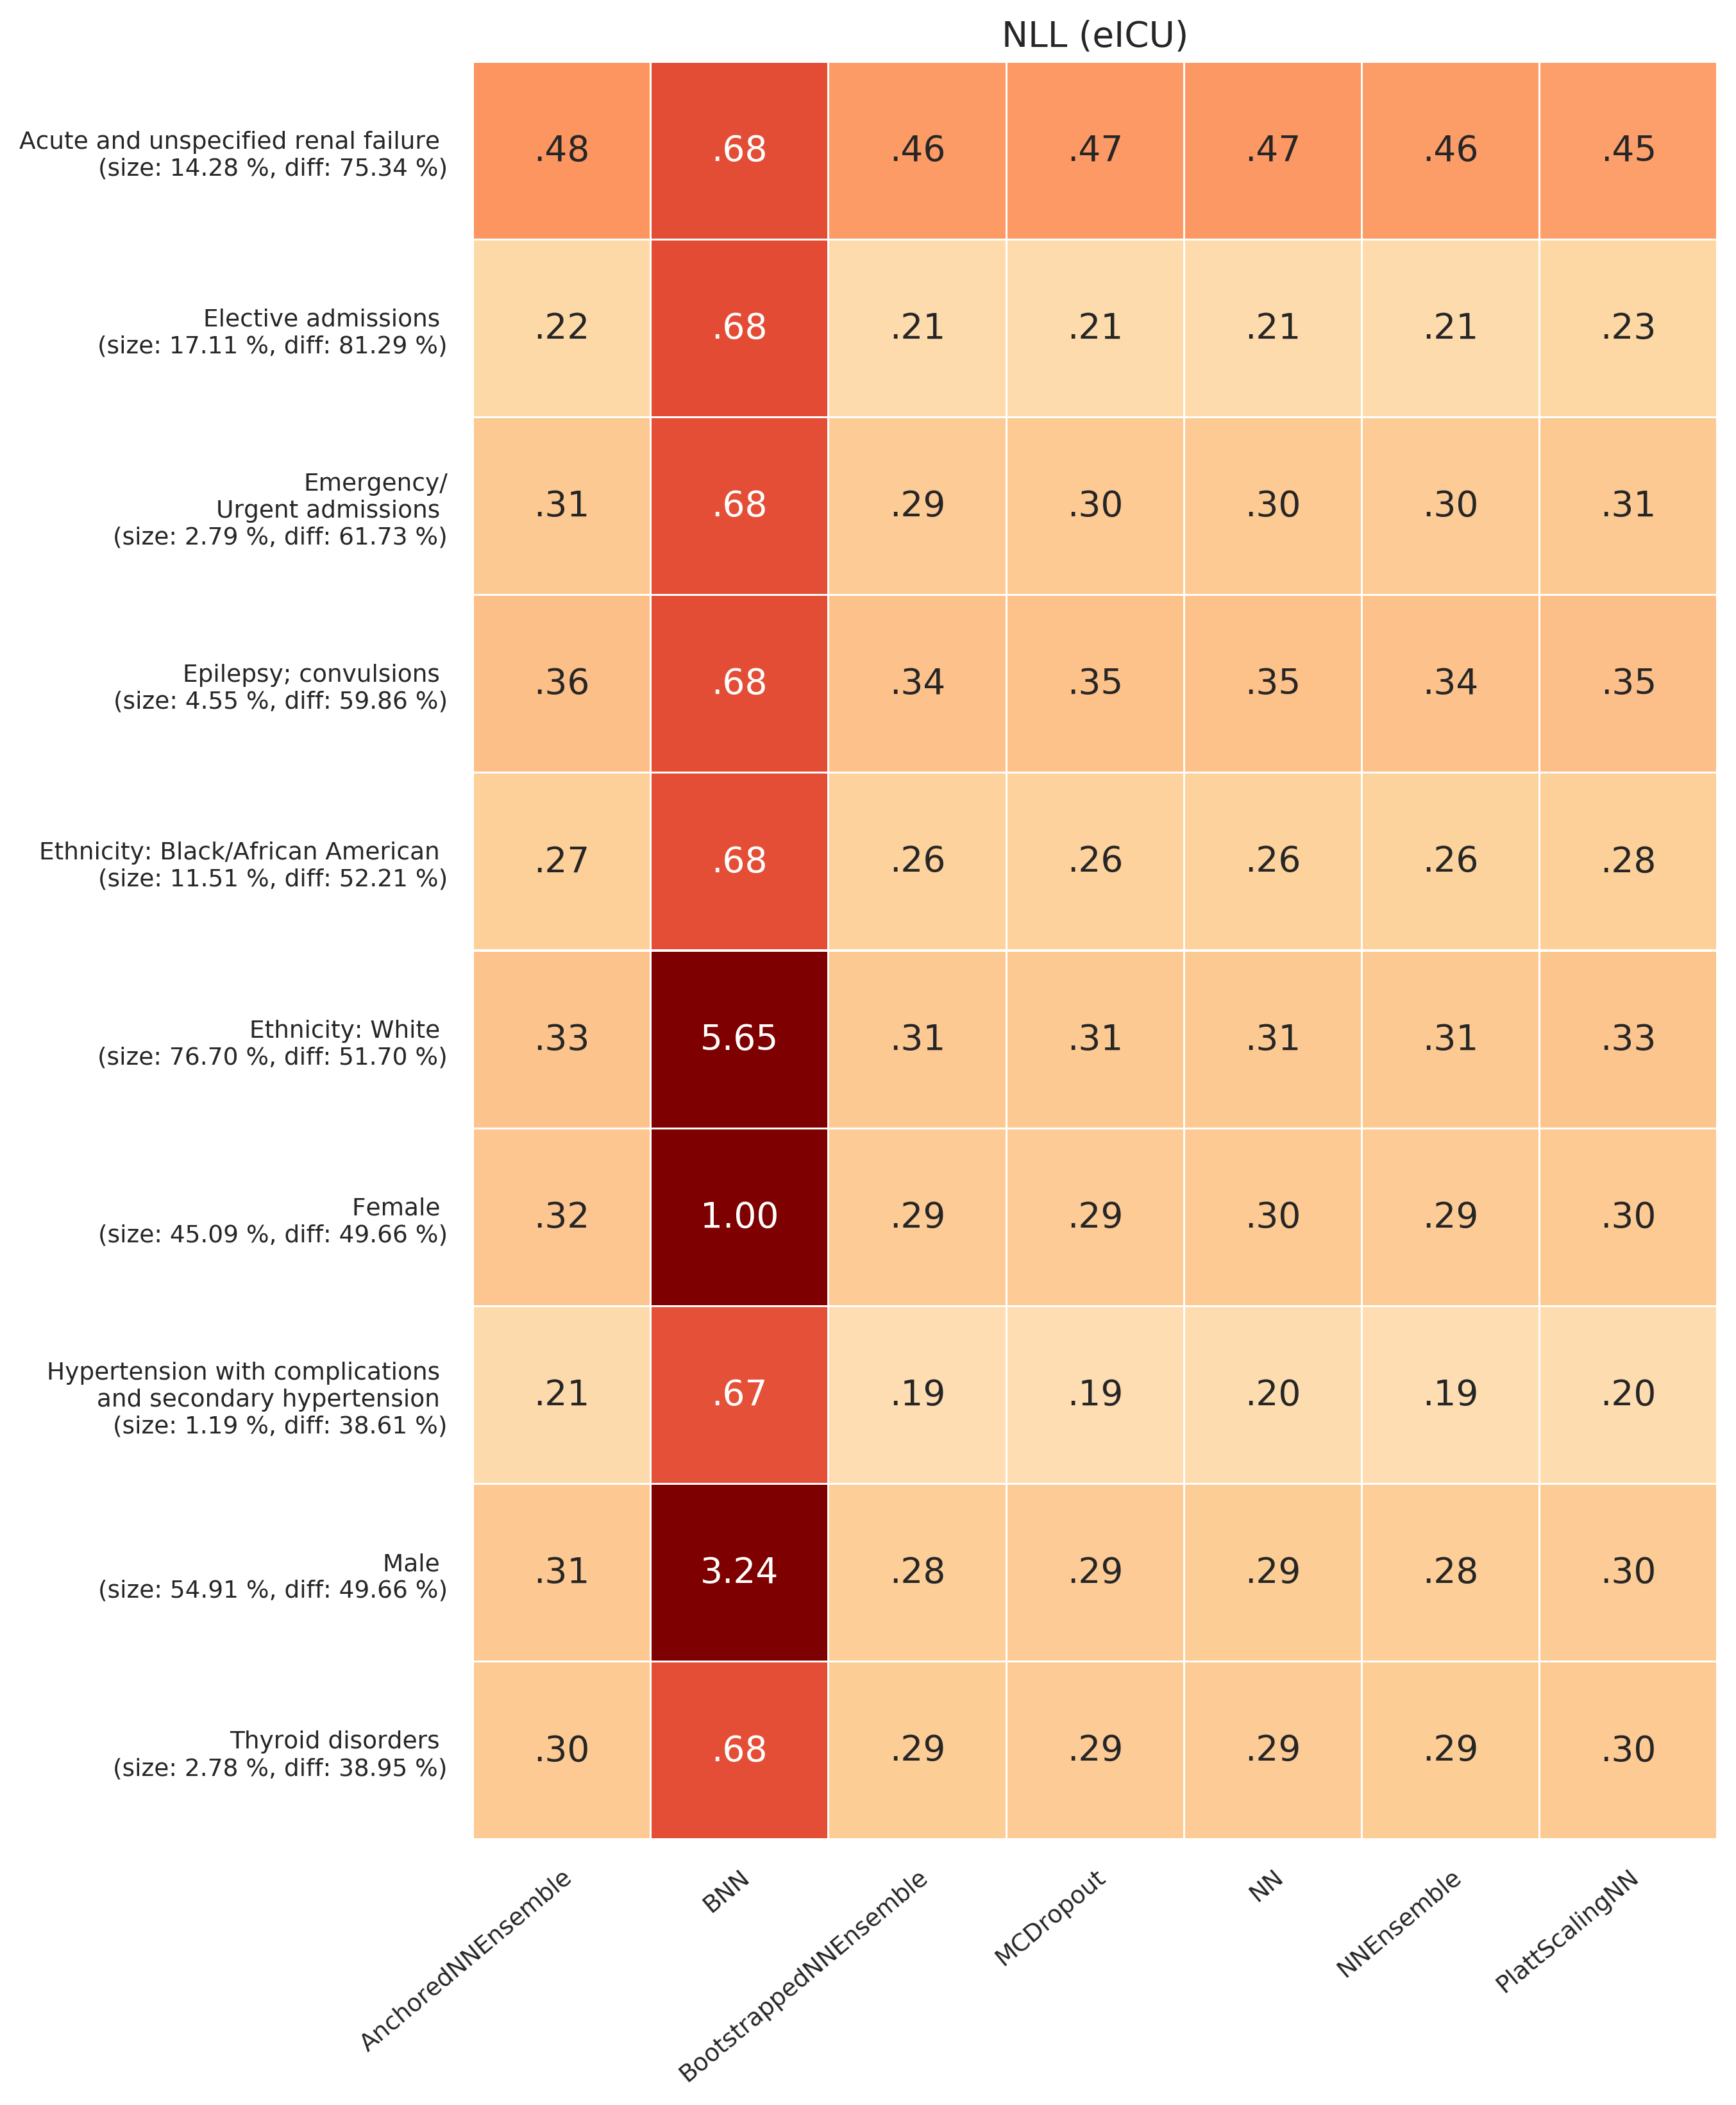 NLL (eICU)
Acute and unspecified renal failure
(size: 14.28 %, diff: 75.34 %)
.48 .68 .46 .47 .47 .46 .45
Elective admissions
(size: 17.11 %, diff: 81.29 %)
.22 .68 .21 .21 .21 .21 .23
Emergency/
Urgent admissions
(size: 2.79 %, diff: 61.73 %)
.31 .68 .29 .30 .30 .30 .31
Epilepsy; convulsions
(size: 4.55 %, diff: 59.86 %)
.36 .68 .34 .35 .35 .34 .35
Ethnicity: Black/African American
(size: 11.51 %, diff: 52.21 %)
.27 .68 .26 .26 .26 .26 .28
Ethnicity: White
(size: 76.70 %, diff: 51.70 %)
.33 5.65 .31 .31 .31 .31 .33
Female
(size: 45.09 %, diff: 49.66 %)
.32 1.00 .29 .29 .30 .29 .30
Hypertension with complications
and secondary hypertension
(size: 1.19 %, diff: 38.61 %)
.21 .67 .19 .19 .20 .19 .20
Male
(size: 54.91 %, diff: 49.66 %)
.31 3.24 .28 .29 .29 .28 .30
Thyroid disorders
(size: 2.78 %, diff: 38.95 %)
.30 .68 .29 .29 .29 .29 .30
AnchoredNNEnsemble
BNN
BootstrappedNNEnsemble
MCDropout
NN
NNEnsemble
PlattScalingNN